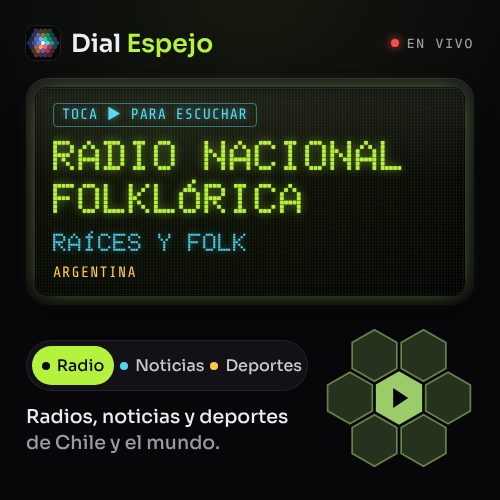 Dial Espejo
EN VIVO
TOCA ▶ PARA ESCUCHAR
RADIO NACIONAL
FOLKLÓRICA
RAÍCES Y FOLK
ARGENTINA
Radio Noticias Deportes
Radios, noticias y deportes
de Chile y el mundo.